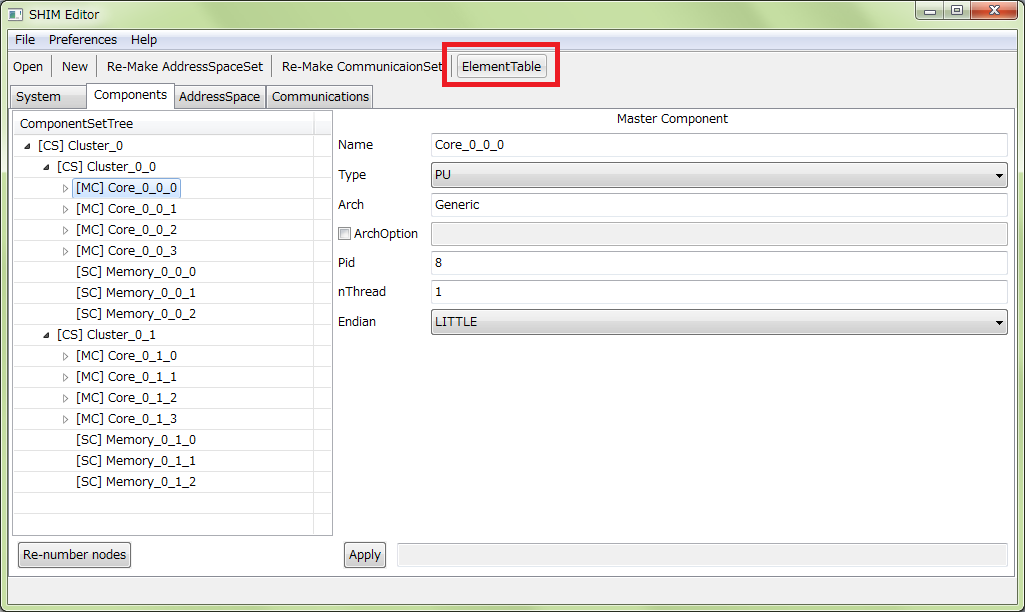 SHIM Editor
File Preferences Help
Open New Re-Make AddressSpaceSet Re-Make CommunicaionSet ElementTable
System Components AddressSpace Communications
ComponentSetTree
[CS] Cluster_0
[CS] Cluster_0_0
[MC] Core_0_0_0
[MC] Core_0_0_1
[MC] Core_0_0_2
[MC] Core_0_0_3
[SC] Memory_0_0_0
[SC] Memory_0_0_1
[SC] Memory_0_0_2
[CS] Cluster_0_1
[MC] Core_0_1_0
[MC] Core_0_1_1
[MC] Core_0_1_2
[MC] Core_0_1_3
[SC] Memory_0_1_0
[SC] Memory_0_1_1
[SC] Memory_0_1_2
Re-number nodes
Master Component
Name Core_0_0_0
Type PU
Arch Generic
ArchOption
Pid 8
nThread 1
Endian LITTLE
Apply